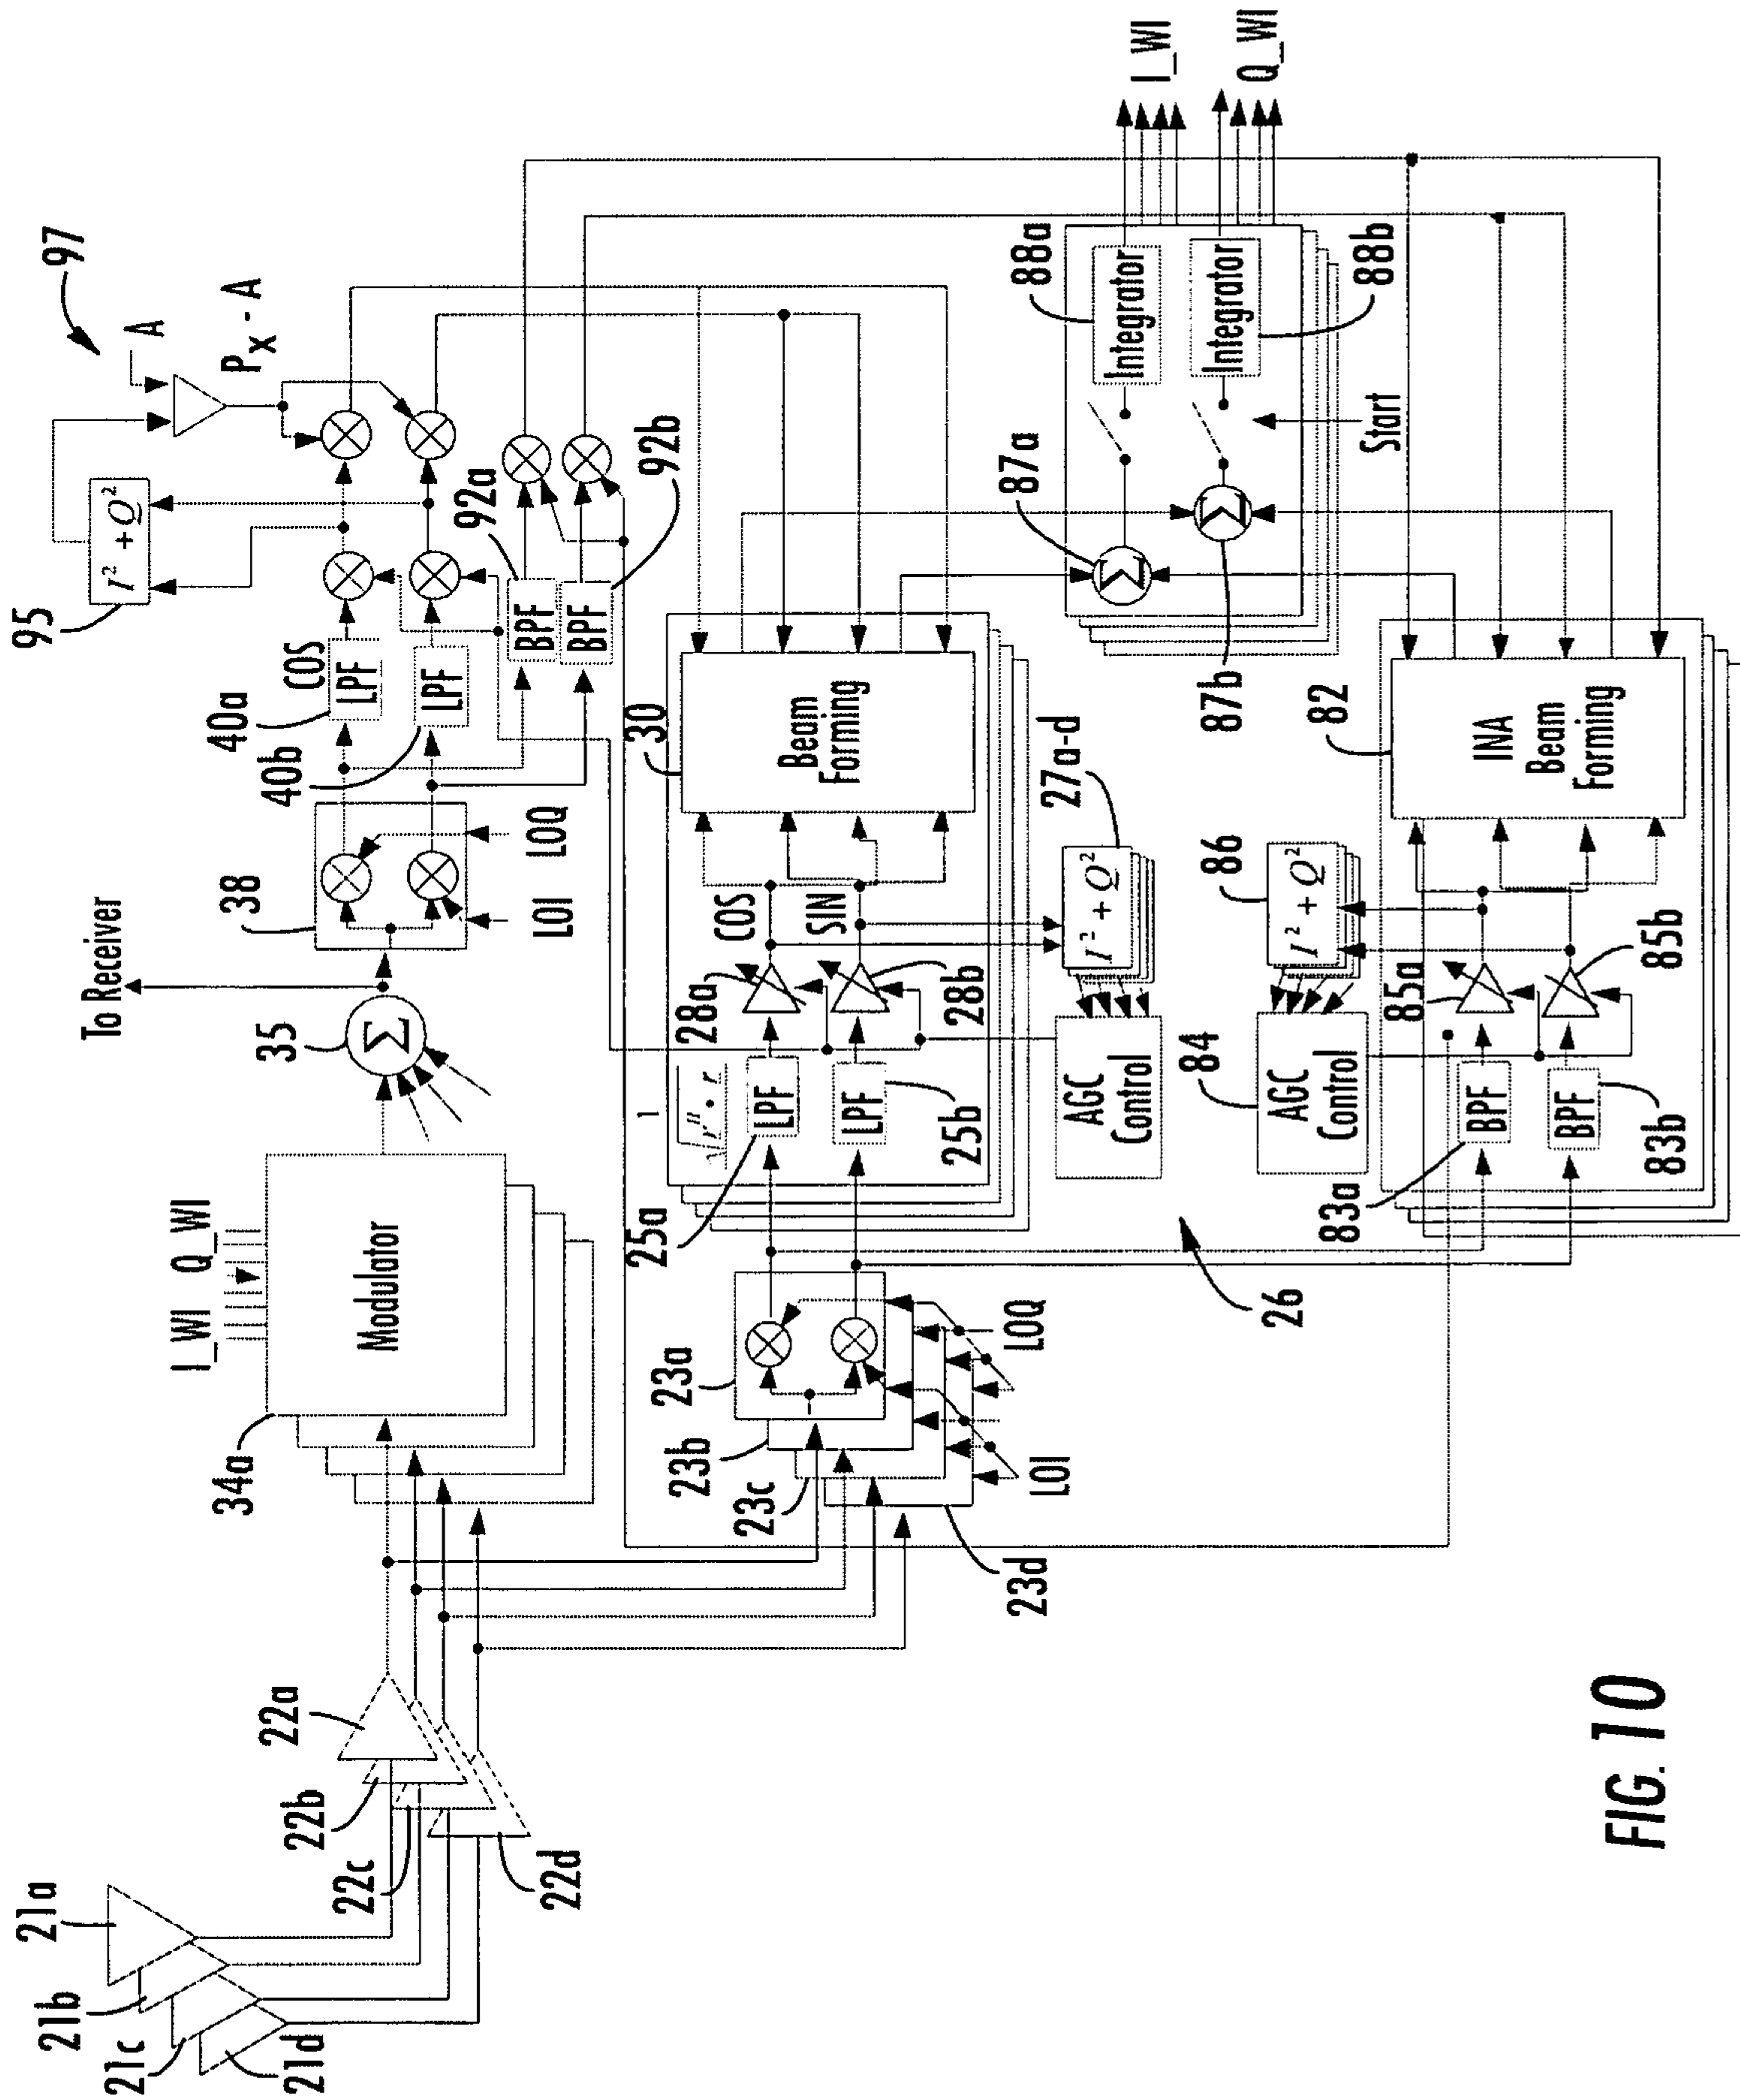 21a
21b
21c
21d
22a
22b
22c
22d
34a
I_WI Q_WI
Modulator
35
Σ
To Receiver
38
LOI LOQ
40a
40b
COS
LPF
LPF
95
I² + Q²
97
A
Pₓ - A
92a
BPF
BPF
92b
23a
23b
23c
23d
LOI
LOQ
25a
LPF
LPF
25b
1
28a
28b
COS
SIN
30
Beam
Forming
27a-d
I² + Q²
AGC
Control
26
84
AGC
Control
86
I² + Q²
83a
BPF
BPF
83b
85a
85b
82
INA
Beam
Forming
87a
Σ
87b
Σ
Start
88a
Integrator
Integrator
88b
I_WI
Q_WI
FIG. 10